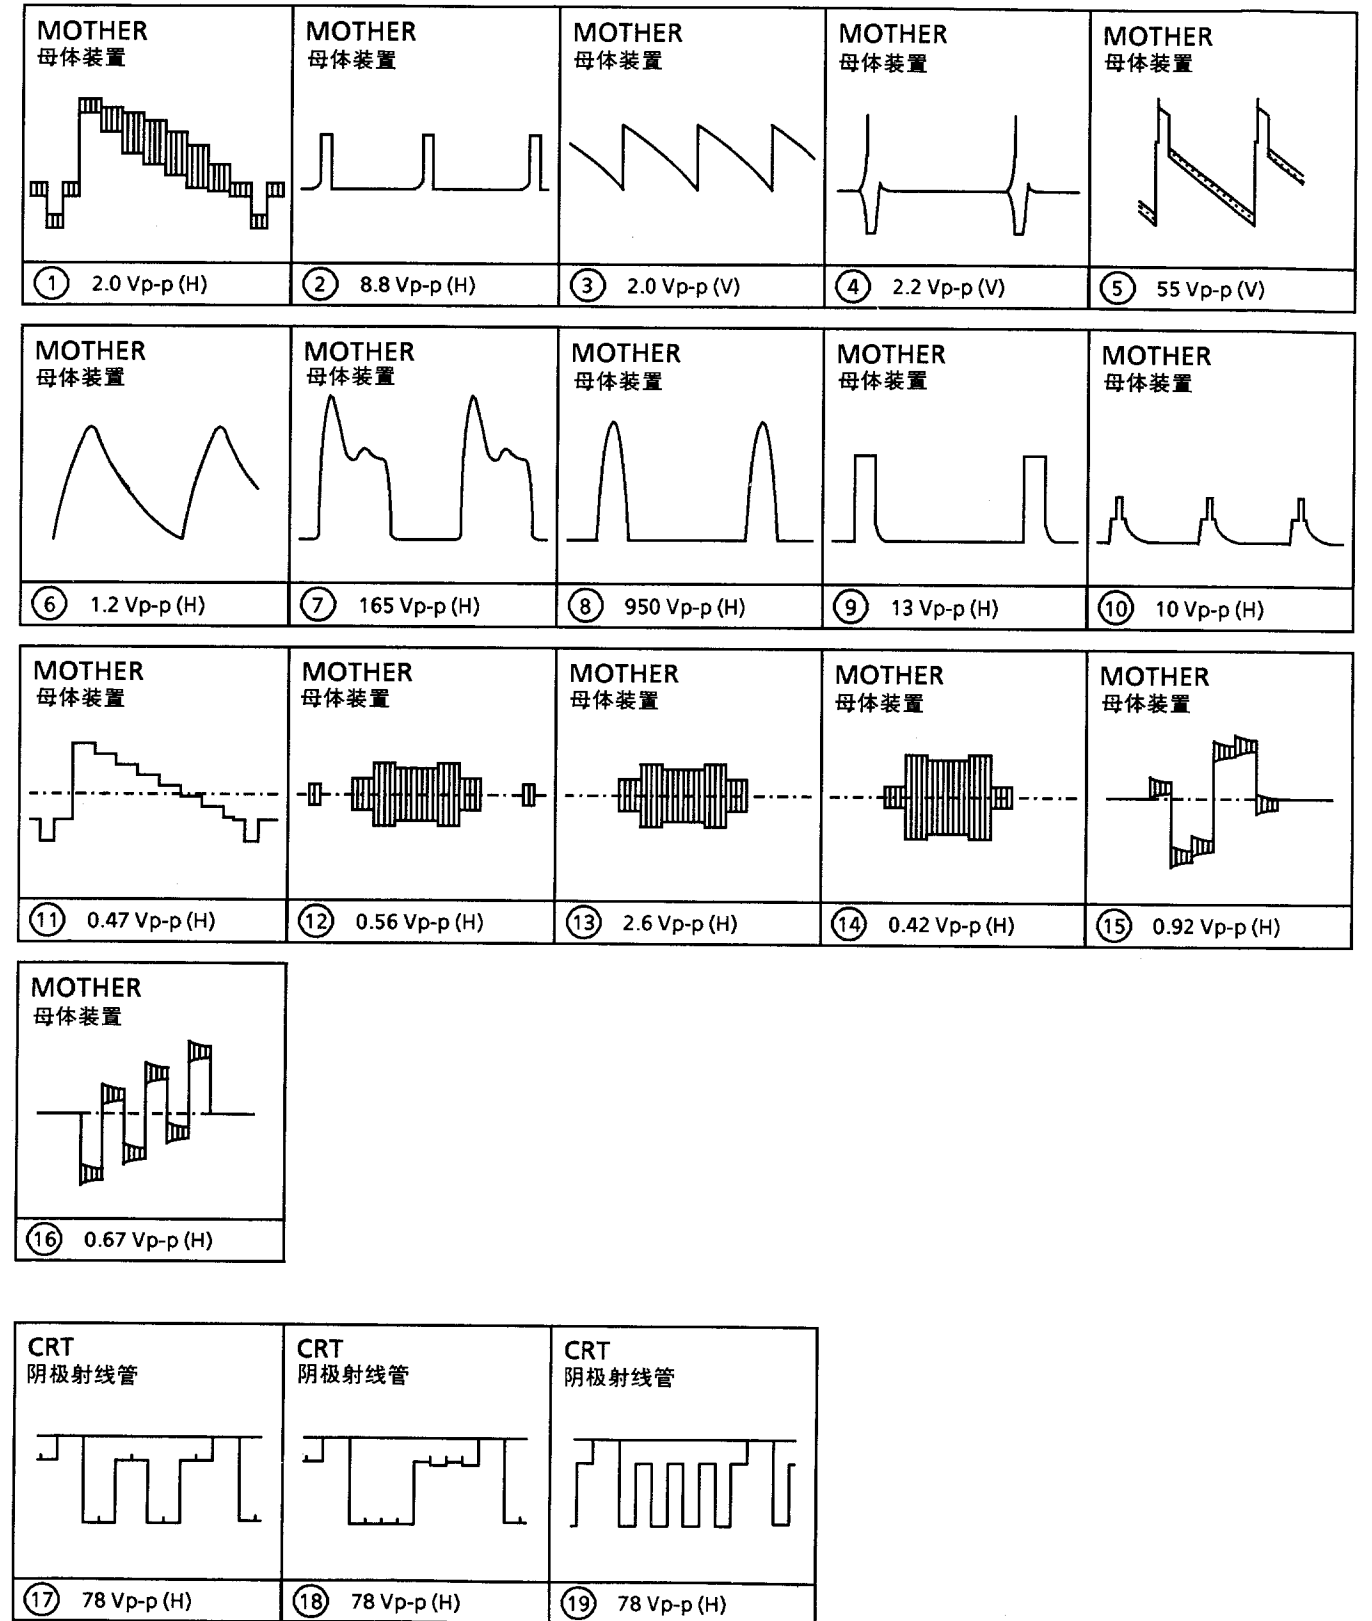 MOTHER
母体装置
① 2.0 Vp-p (H)
MOTHER
母体装置
② 8.8 Vp-p (H)
MOTHER
母体装置
③ 2.0 Vp-p (V)
MOTHER
母体装置
④ 2.2 Vp-p (V)
MOTHER
母体装置
⑤ 55 Vp-p (V)
MOTHER
母体装置
⑥ 1.2 Vp-p (H)
MOTHER
母体装置
⑦ 165 Vp-p (H)
MOTHER
母体装置
⑧ 950 Vp-p (H)
MOTHER
母体装置
⑨ 13 Vp-p (H)
MOTHER
母体装置
⑩ 10 Vp-p (H)
MOTHER
母体装置
⑪ 0.47 Vp-p (H)
MOTHER
母体装置
⑫ 0.56 Vp-p (H)
MOTHER
母体装置
⑬ 2.6 Vp-p (H)
MOTHER
母体装置
⑭ 0.42 Vp-p (H)
MOTHER
母体装置
⑮ 0.92 Vp-p (H)
MOTHER
母体装置
⑯ 0.67 Vp-p (H)
CRT
阴极射线管
⑰ 78 Vp-p (H)
CRT
阴极射线管
⑱ 78 Vp-p (H)
CRT
阴极射线管
⑲ 78 Vp-p (H)